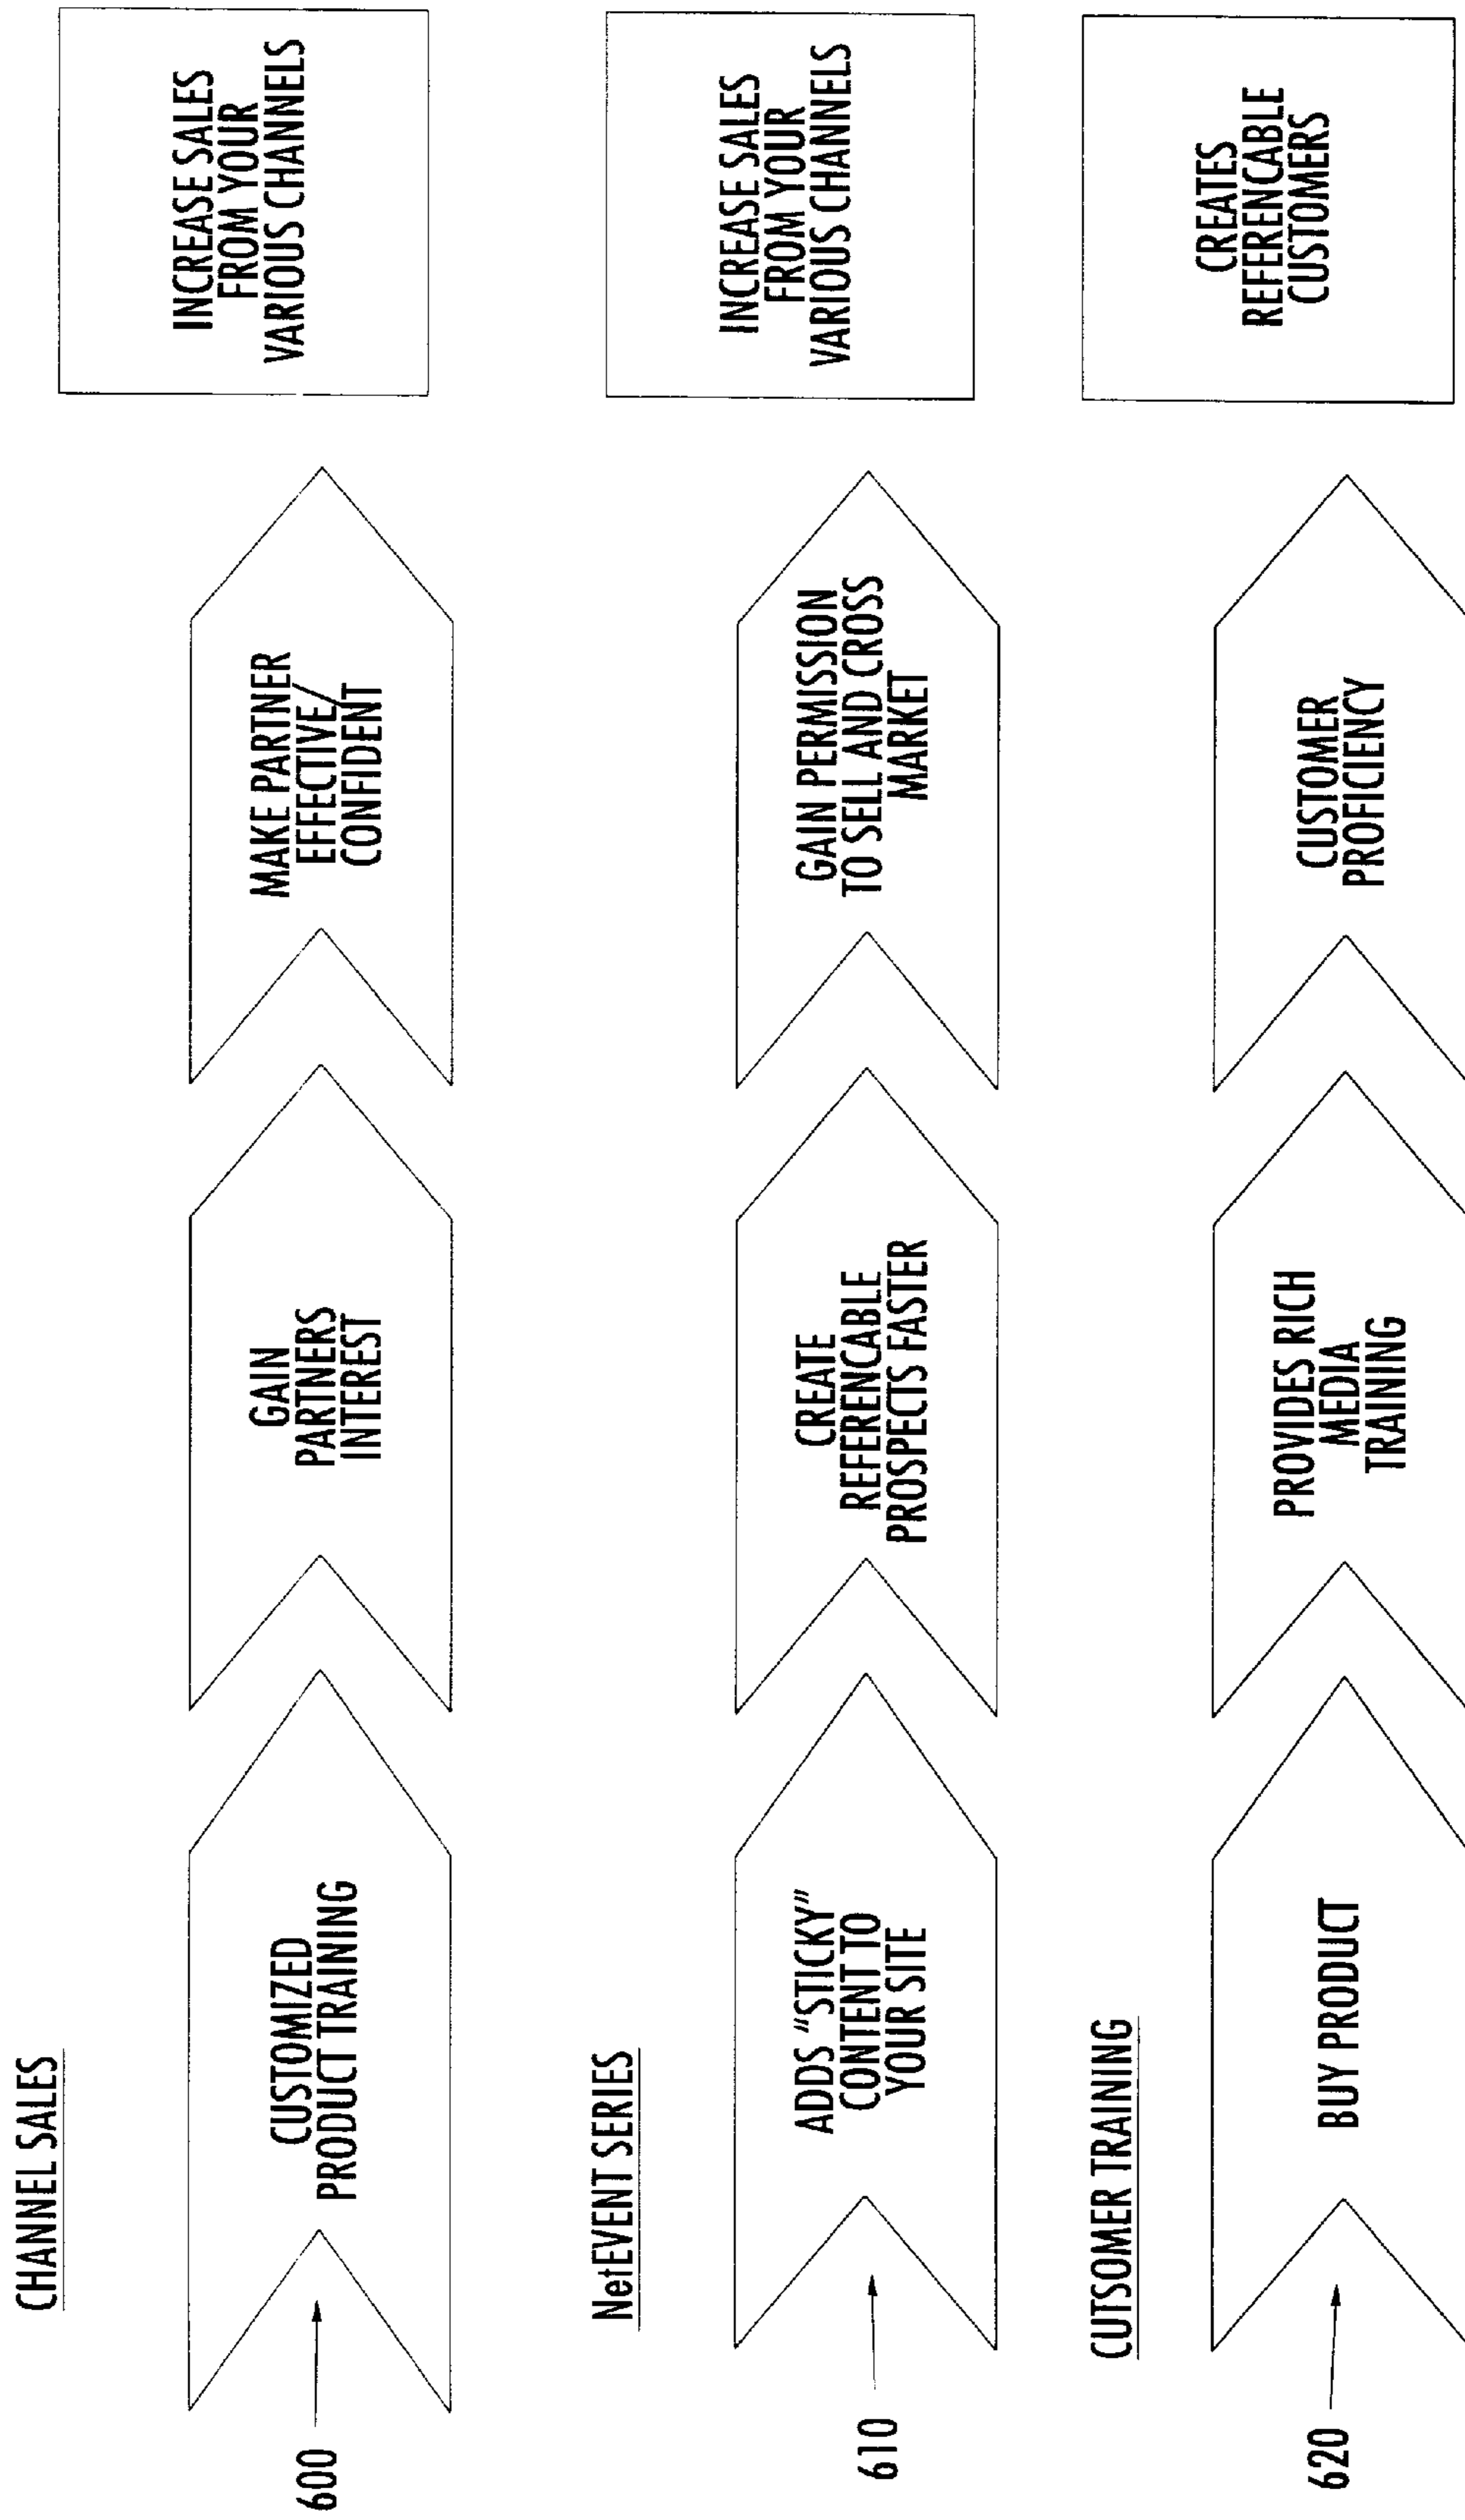 CHANNEL SALES
600
CUSTOMIZED
PRODUCT TRAINING
GAIN
PARTNERS
INTEREST
MAKE PARTNER
EFFECTIVE/
CONFIDENT
INCREASE SALES
FROM YOUR
VARIOUS CHANNELS
NetEVENT SERIES
610
ADDS "STICKY"
CONTENT TO
YOUR SITE
CREATE
REFERENCABLE
PROSPECTS FASTER
GAIN PERMISSION
TO SELL AND CROSS
MARKET
INCREASE SALES
FROM YOUR
VARIOUS CHANNELS
CUTSOMER TRAINING
620
BUY PRODUCT
PROVIDES RICH
MEDIA
TRAINING
CUSTOMER
PROFICIENCY
CREATES
REFERENCABLE
CUSTOMERS